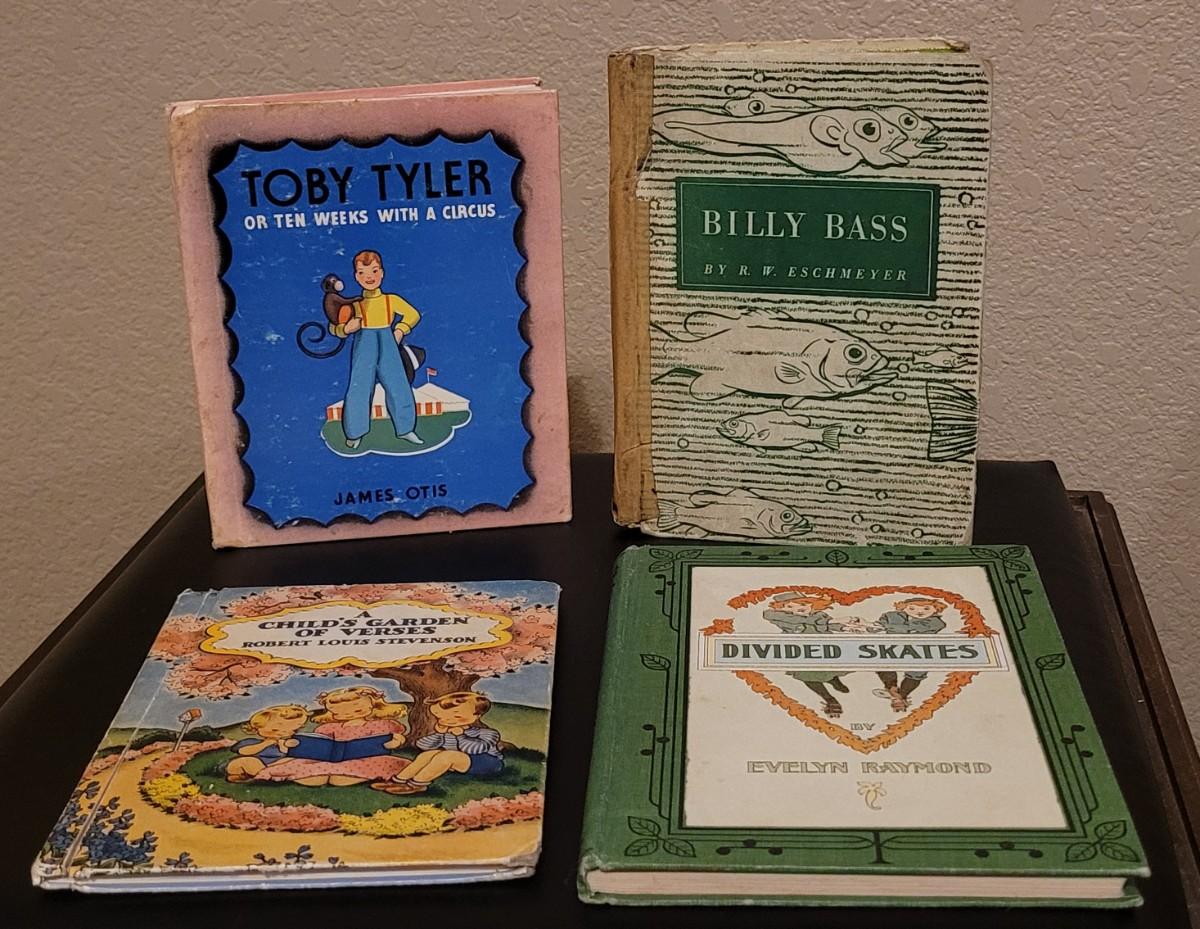 TOBY TYLER
OR TEN WEEKS WITH A CIRCUS
JAMES OTIS
BILLY BASS
BY R. W. ESCHMEYER
A
CHILD'S GARDEN
OF VERSES
ROBERT LOUIS STEVENSON
DIVIDED SKATES
BY
EVELYN RAYMOND